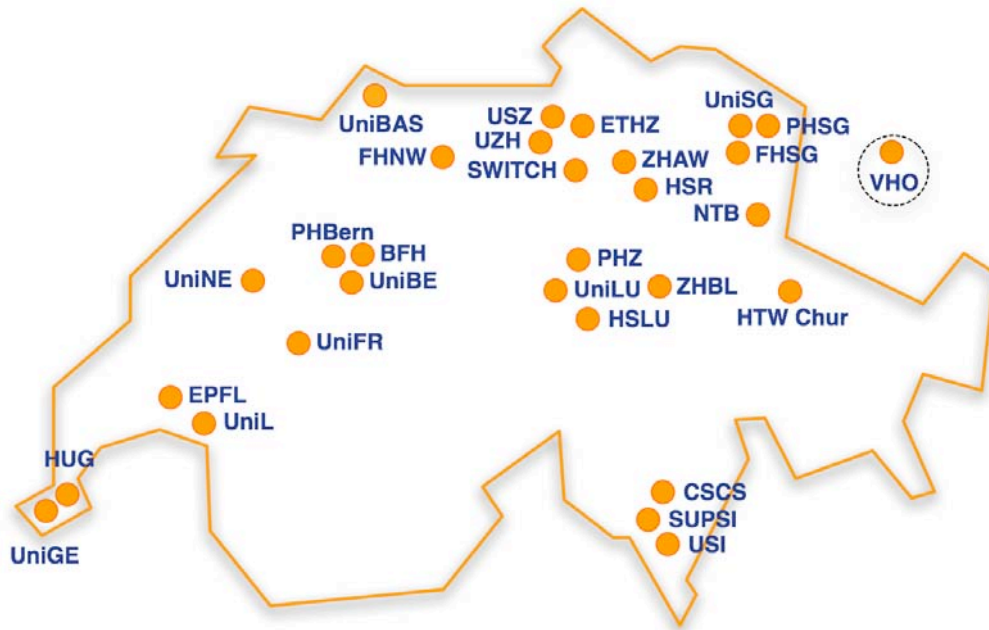 UniSG
USZ
ETHZ
PHSG
UniBAS
UZH
FHNW
SWITCH
ZHAW
FHSG
VHO
HSR
NTB
PHBern
BFH
PHZ
UniNE
UniBE
UniLU
ZHBL
HTW Chur
HSLU
UniFR
EPFL
UniL
HUG
CSCS
SUPSI
USI
UniGE